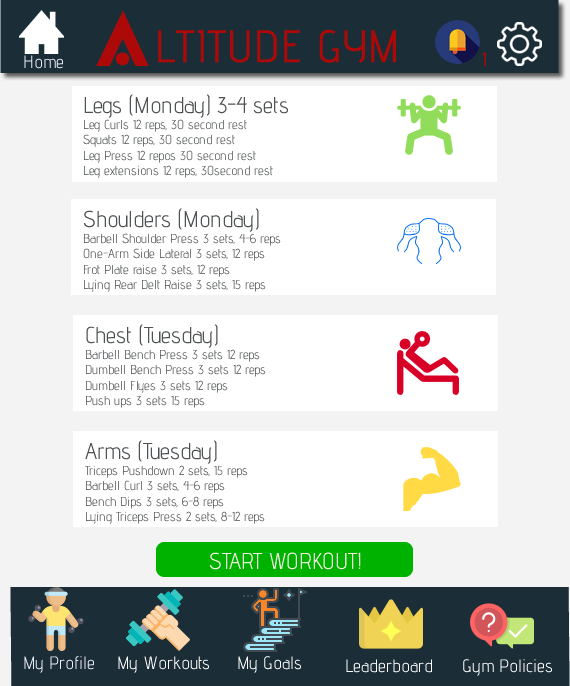 ALTITUDE GYM
Home
1
Legs (Monday) 3-4 sets
Leg Curls 12 reps, 30 second rest
Squats 12 reps, 30 second rest
Leg Press 12 repos 30 second rest
Leg extensions 12 reps, 30second rest
Shoulders (Monday)
Barbell Shoulder Press 3 sets, 4-6 reps
One-Arm Side Lateral 3 sets, 12 reps
Frot Plate raise 3 sets, 12 reps
Lying Rear Delt Raise 3 sets, 15 reps
Chest (Tuesday)
Barbell Bench Press 3 sets 12 reps
Dumbell Bench Press 3 sets 12 reps
Dumbell Flyes 3 sets 12 reps
Push ups 3 sets 15 reps
Arms (Tuesday)
Triceps Pushdown 2 sets, 15 reps
Barbell Curl 3 sets, 4-6 reps
Bench Dips 3 sets, 6-8 reps
Lying Triceps Press 2 sets, 8-12 reps
START WORKOUT!
?
My Profile My Workouts My Goals Leaderboard Gym Policies